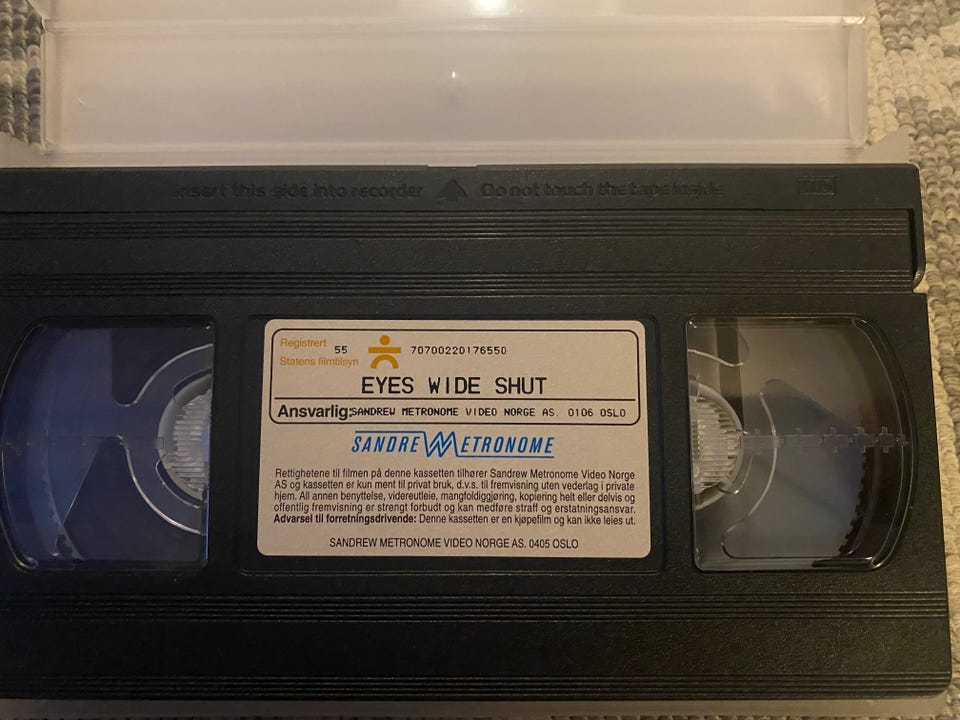 insert this side into recorder Do not touch the tape inside VHS
Registrert 55 70700220176550
Statens filmtilsyn
EYES WIDE SHUT
Ansvarlig: SANDREW METRONOME VIDEO NORGE AS. 0106 OSLO
SANDREW METRONOME
Rettighetene til filmen på denne kassetten tilhører Sandrew Metronome Video Norge
AS og kassetten er kun ment til privat bruk, d.v.s. til fremvisning uten vederlag i private
hjem. All annen benyttelse, videreutleie, mangfoldiggjøring, kopiering helt eller delvis og
offentlig fremvisning er strengt forbudt og kan medføre straff og erstatningsansvar.
Advarsel til forretningsdrivende: Denne kassetten er en kjøpefilm og kan ikke leies ut.
SANDREW METRONOME VIDEO NORGE AS. 0405 OSLO